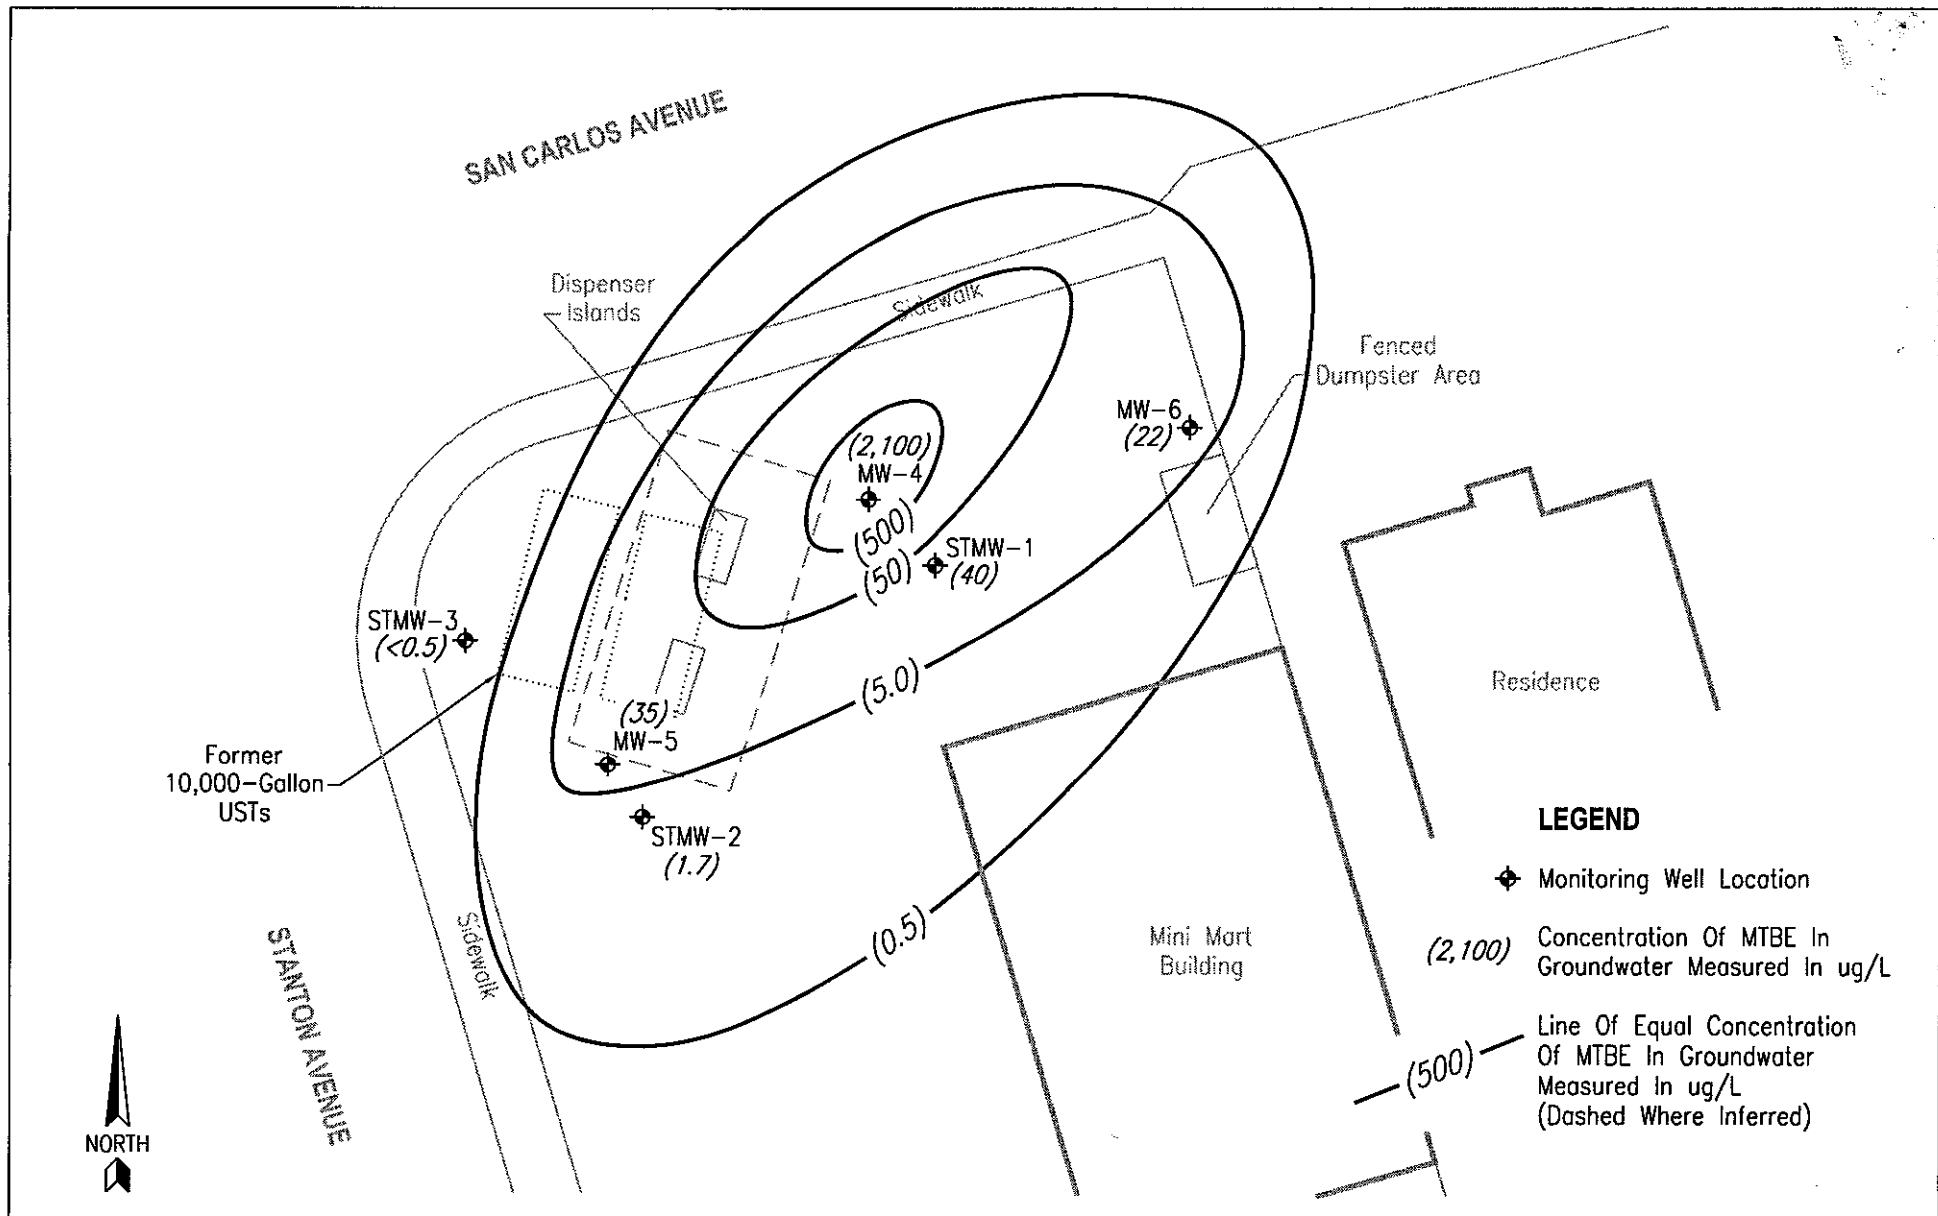 SAN CARLOS AVENUE
Dispenser
Islands
Sidewalk
Fenced
Dumpster Area
MW-6
(22)
(2,100)
MW-4
(500)
(50)
STMW-1
(40)
STMW-3
(<0.5)
(5.0)
Residence
(35)
MW-5
Former
10,000-Gallon
USTs
STMW-2
(1.7)
(0.5)
Sidewalk
STANTON AVENUE
Mini Mart
Building
NORTH
LEGEND
Monitoring Well Location
(2,100)
Concentration Of MTBE In
Groundwater Measured In ug/L
(500)
Line Of Equal Concentration
Of MTBE In Groundwater
Measured In ug/L
(Dashed Where Inferred)